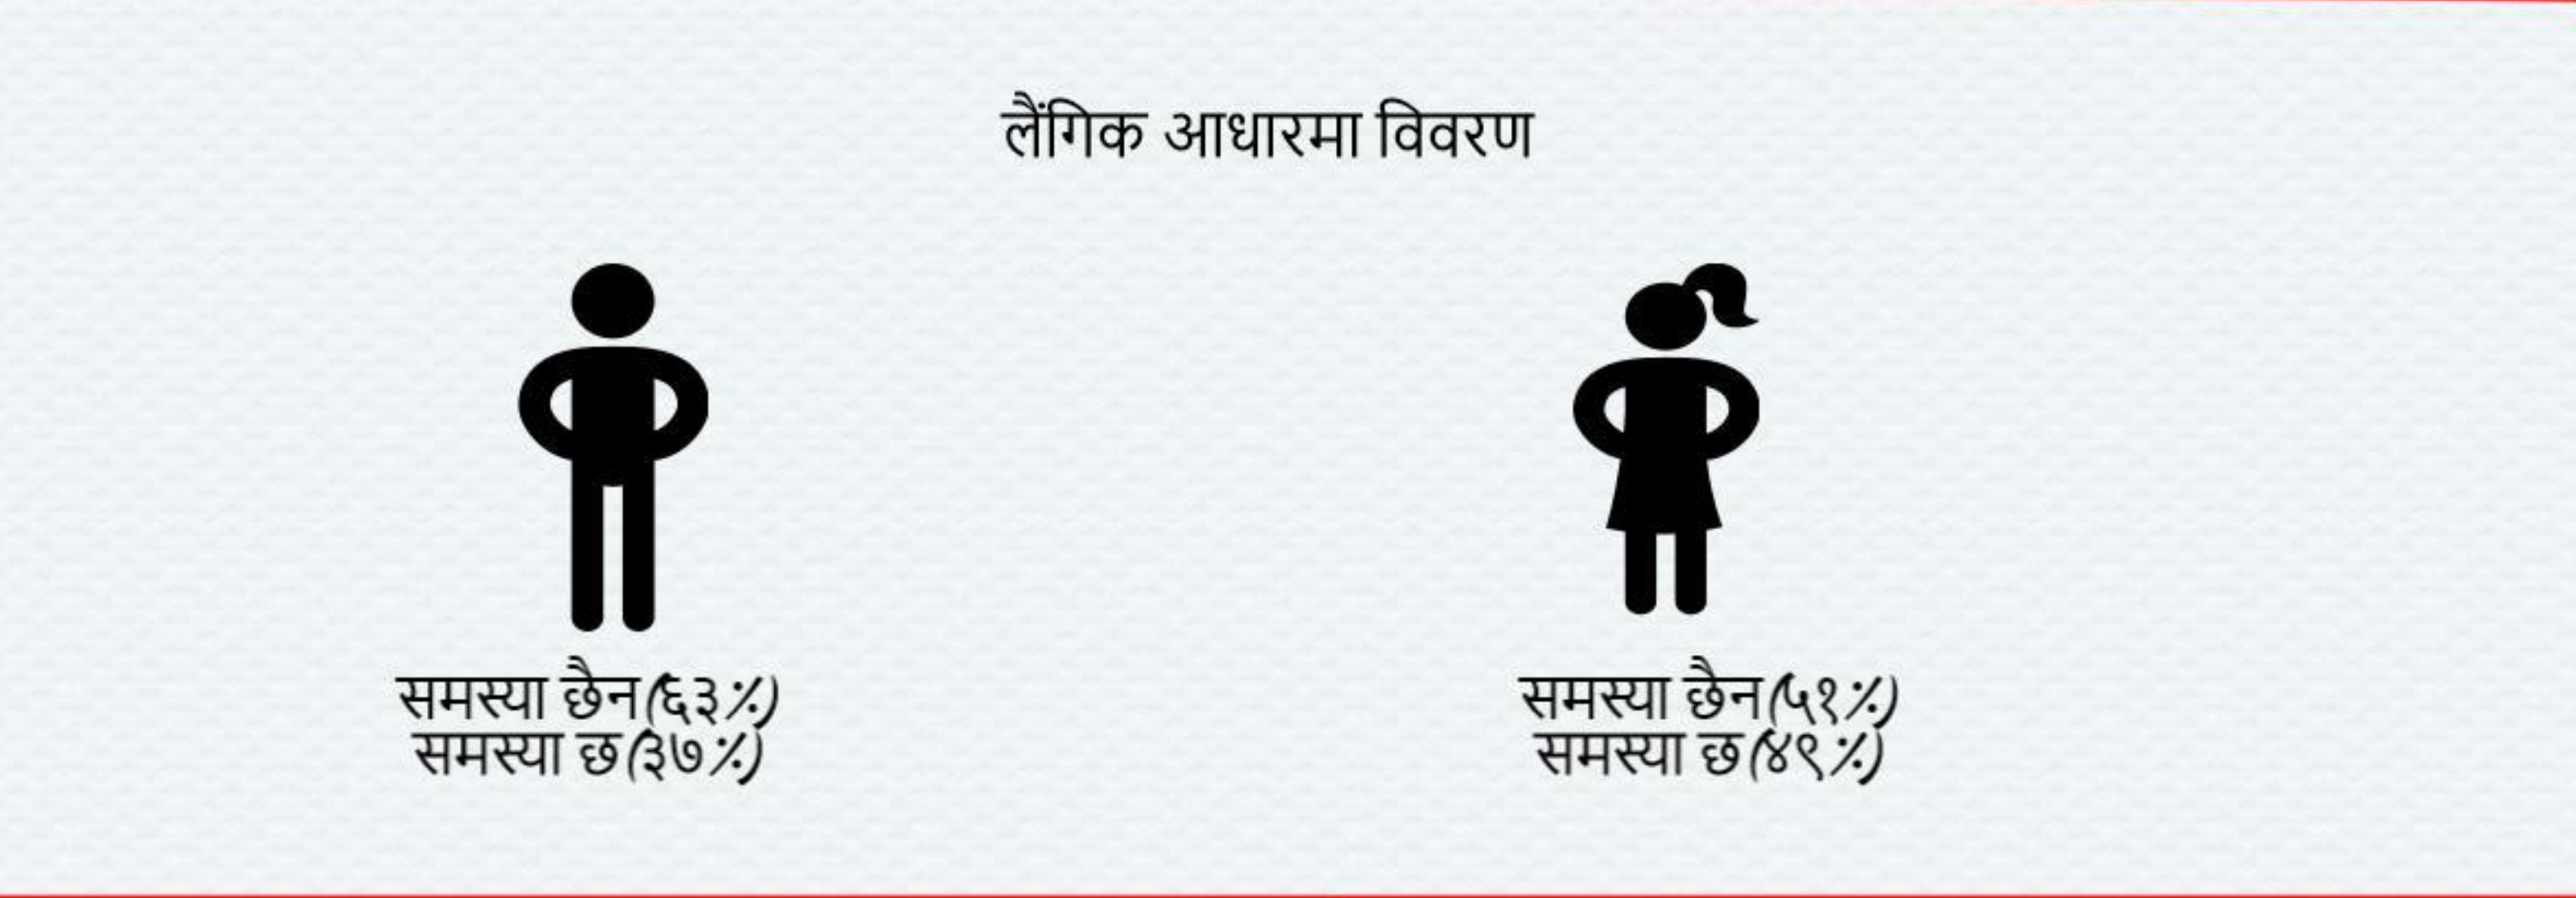 लैंगिक आधारमा विवरण
समस्या छैन(६३%)
समस्या छ(३७%)
समस्या छैन(५१%)
समस्या छ(४९%)